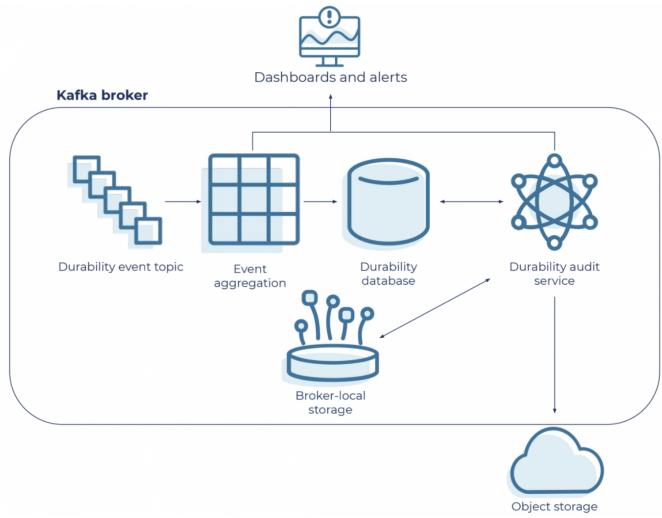 Dashboards and alerts
Kafka broker
Durability event topic
Event
aggregation
Durability
database
Durability audit
service
Broker-local
storage
Object storage